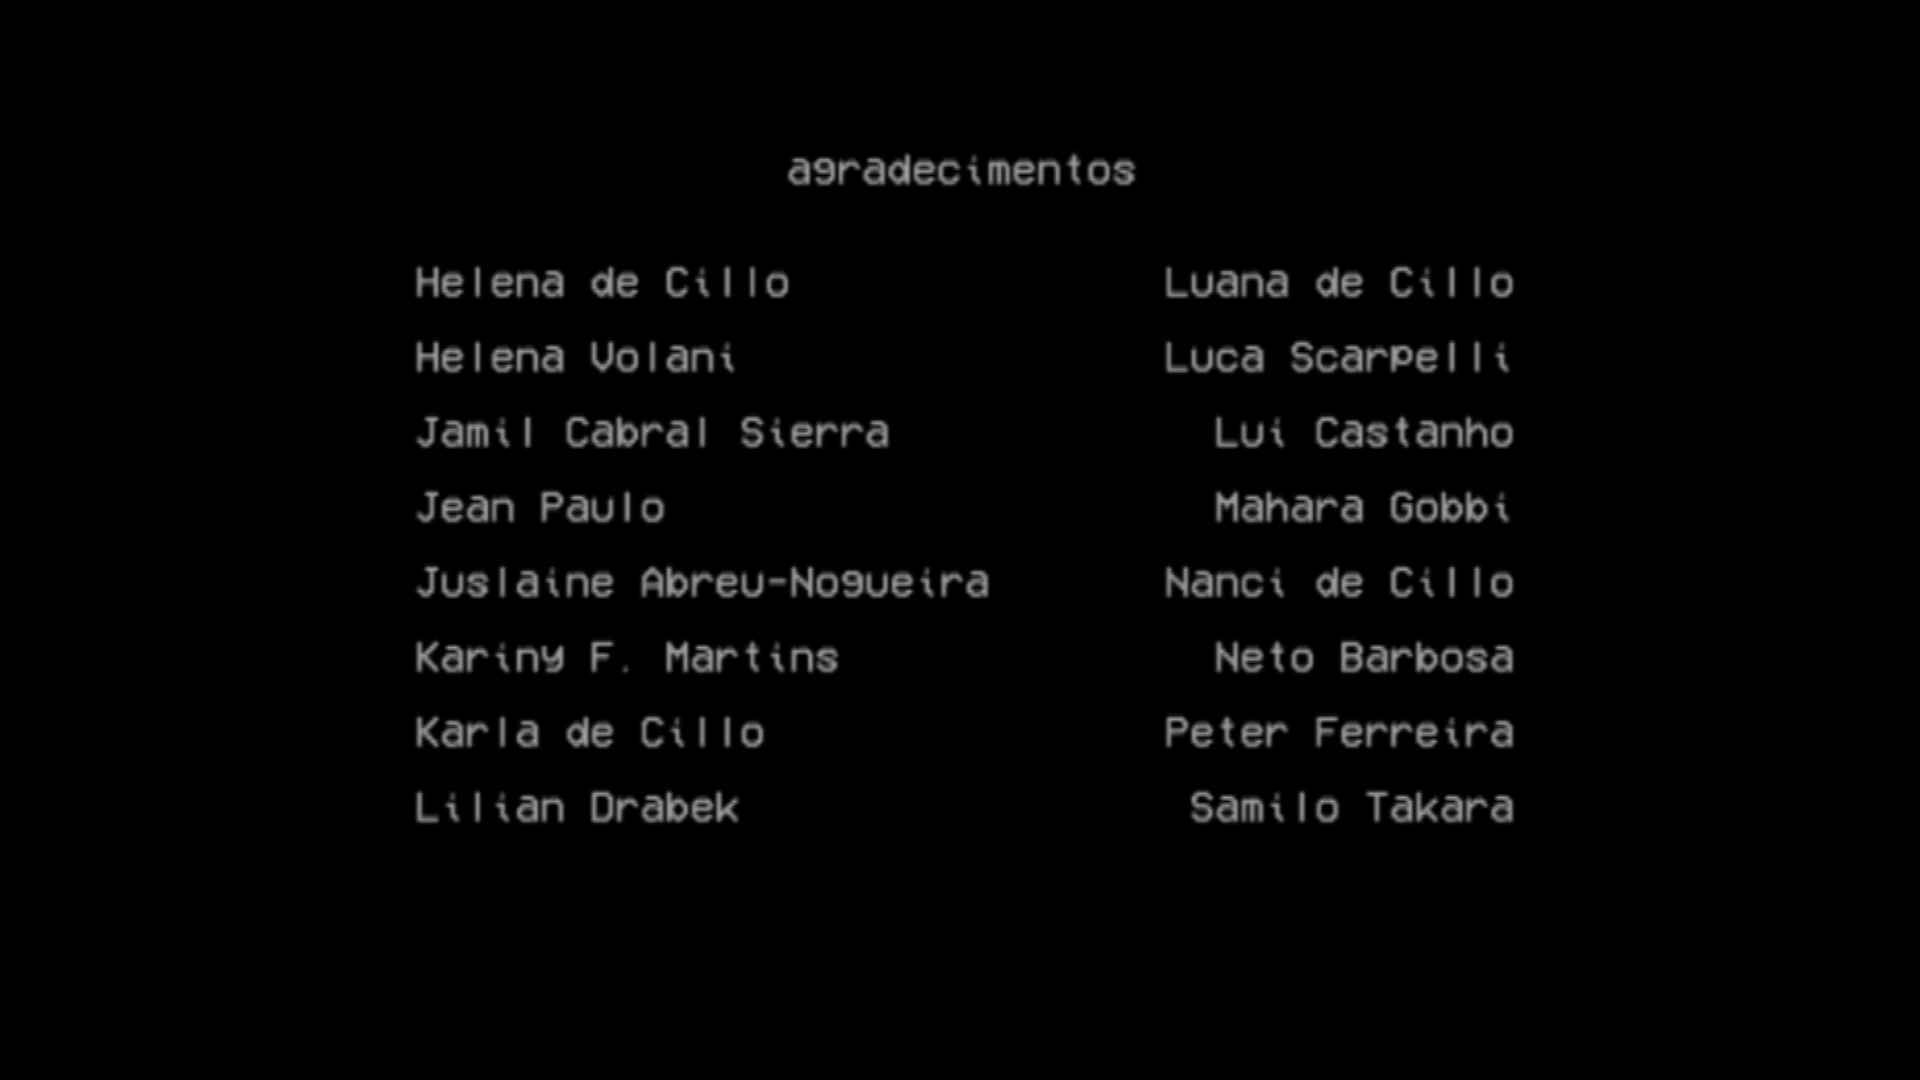 agradecimentos
Helena de Cillo
Helena Volani
Jamil Cabral Sierra
Jean Paulo
Juslaine Abreu-Nogueira
Kariny F. Martins
Karla de Cillo
Lilian Drabek
Luana de Cillo
Luca Scarpelli
Lui Castanho
Mahara Gobbi
Nanci de Cillo
Neto Barbosa
Peter Ferreira
Samilo Takara